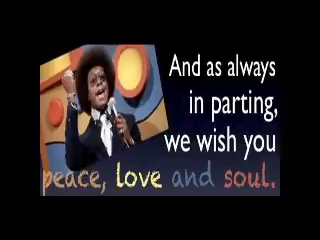 And as always
in parting,
we wish you
peace, love and soul.